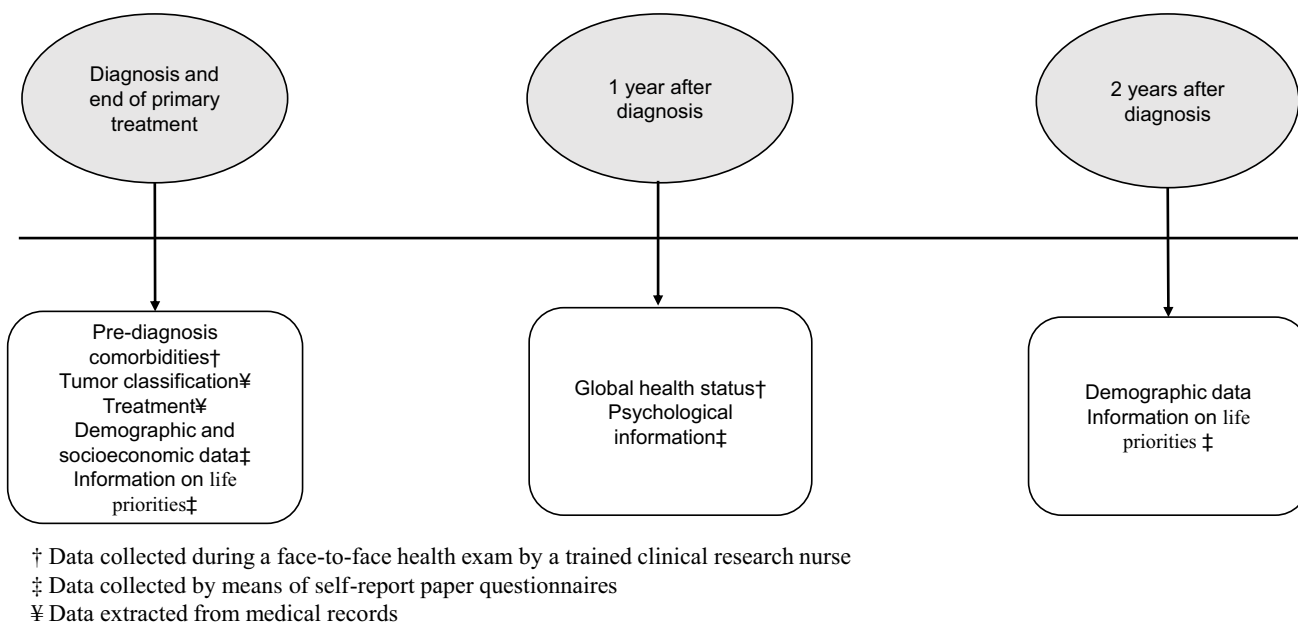 Diagnosis and
end of primary
treatment
1 year after
diagnosis
2 years after
diagnosis
Pre-diagnosis
comorbidities†
Tumor classification¥
Treatment¥
Demographic and
socioeconomic data‡
Information on life
priorities‡
Global health status†
Psychological
information‡
Demographic data
Information on life
priorities ‡
† Data collected during a face-to-face health exam by a trained clinical research nurse
‡ Data collected by means of self-report paper questionnaires
¥ Data extracted from medical records